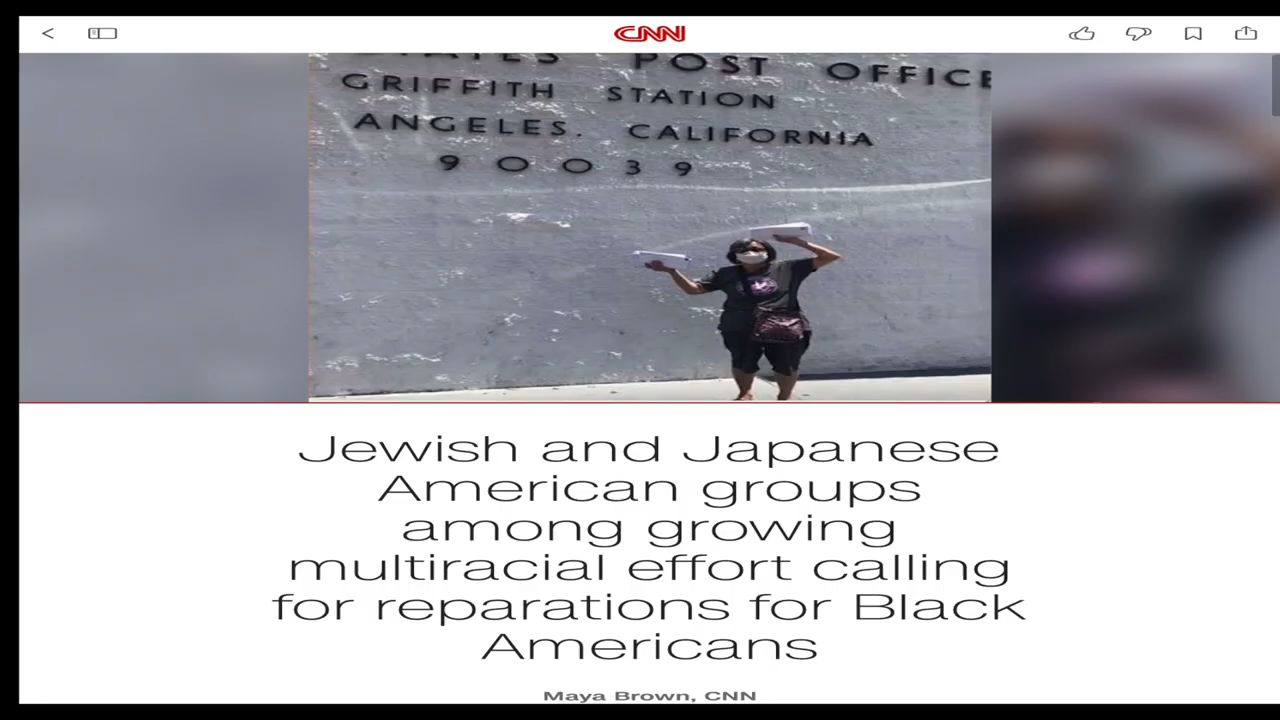 CNN
POST OFFICE
GRIFFITH STATION
ANGELES. CALIFORNIA
90039
Jewish and Japanese
American groups
among growing
multiracial effort calling
for reparations for Black
Americans
Maya Brown, CNN